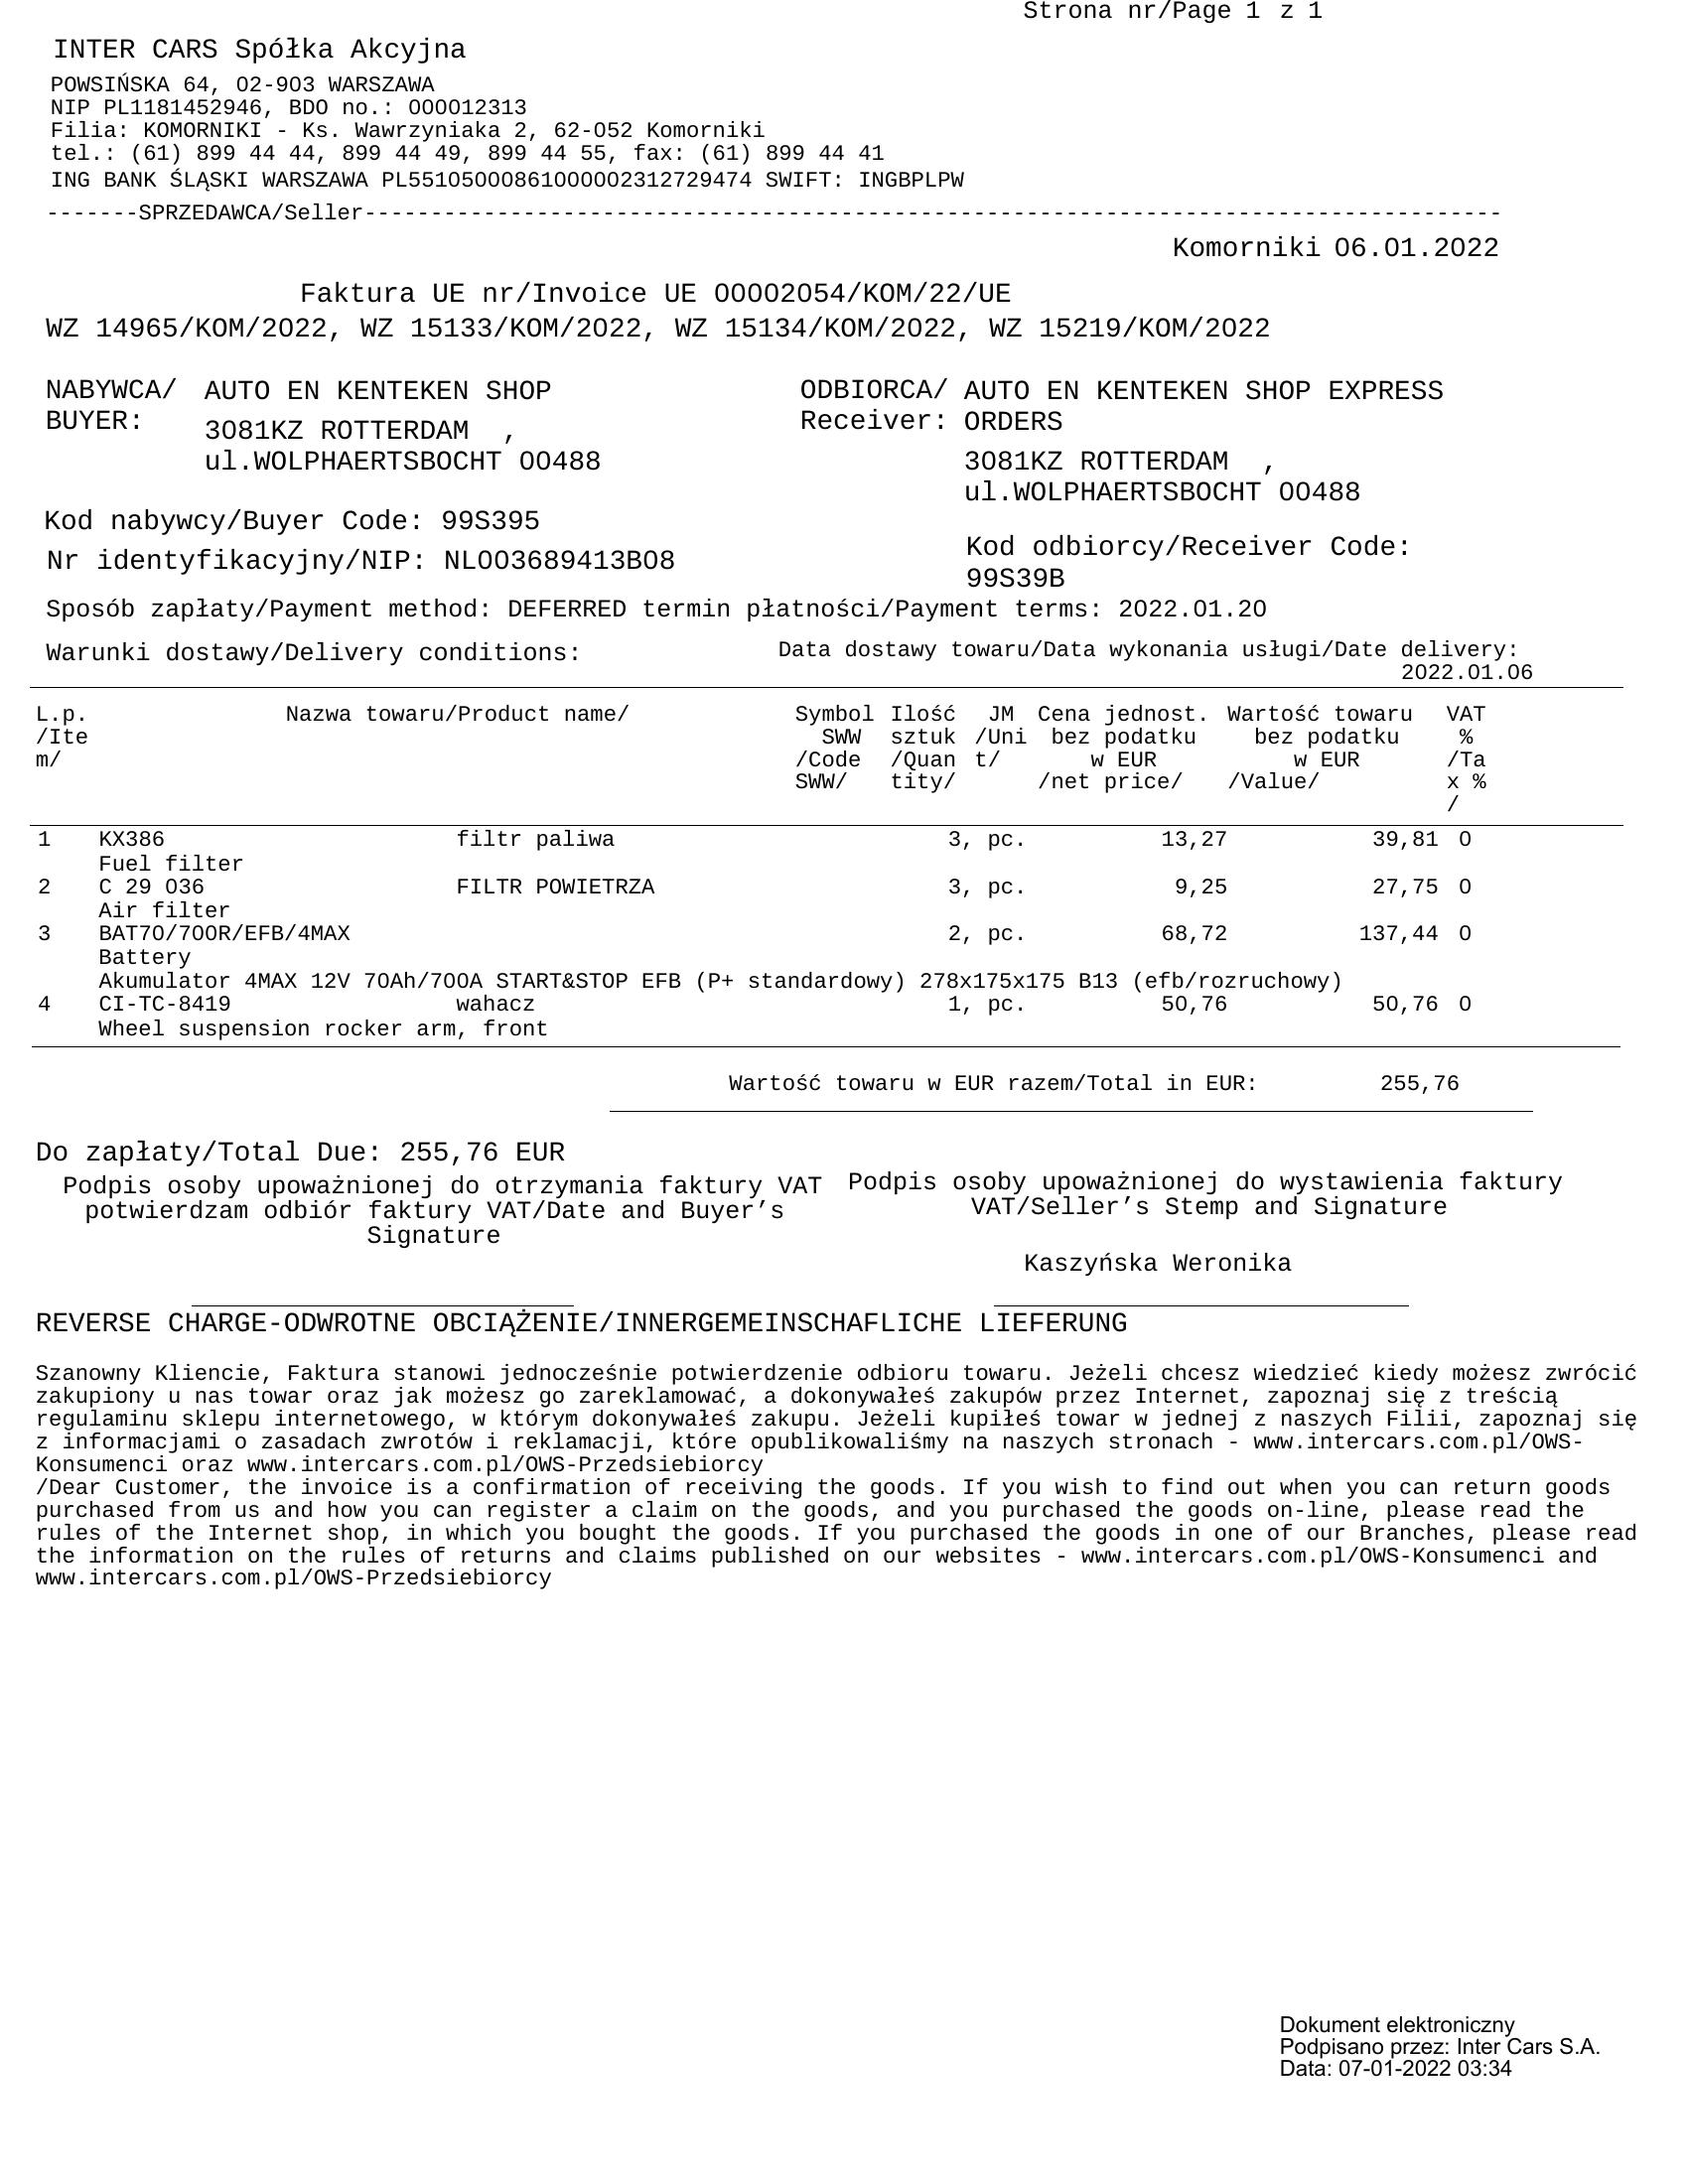 Strona nr/Page 1 z 1
INTER CARS Spółka Akcyjna
POWSIŃSKA 64, 02-903 WARSZAWA
NIP PL1181452946, BDO no.: 000012313
Filia: KOMORNIKI - Ks. Wawrzyniaka 2, 62-052 Komorniki
tel.: (61) 899 44 44, 899 44 49, 899 44 55, fax: (61) 899 44 41
ING BANK ŚLĄSKI WARSZAWA PL55105000861000002312729474 SWIFT: INGBPLPW
-------SPRZEDAWCA/Seller--------------------------------------------------------------------------------------
Komorniki 06.01.2022
Faktura UE nr/Invoice UE 00002054/KOM/22/UE
WZ 14965/KOM/2022, WZ 15133/KOM/2022, WZ 15134/KOM/2022, WZ 15219/KOM/2022
NABYWCA/ AUTO EN KENTEKEN SHOP
BUYER:
3081KZ ROTTERDAM ,
ul.WOLPHAERTSBOCHT 00488
Kod nabywcy/Buyer Code: 99S395
Nr identyfikacyjny/NIP: NL003689413B08
ODBIORCA/ AUTO EN KENTEKEN SHOP EXPRESS
Receiver: ORDERS
3081KZ ROTTERDAM ,
ul.WOLPHAERTSBOCHT 00488
Kod odbiorcy/Receiver Code:
99S39B
Sposób zapłaty/Payment method: DEFERRED termin płatności/Payment terms: 2022.01.20
Warunki dostawy/Delivery conditions:
Data dostawy towaru/Data wykonania usługi/Date delivery:
2022.01.06
L.p. Nazwa towaru/Product name/ Symbol Ilość JM Cena jednost. Wartość towaru VAT
/Ite SWW sztuk /Uni bez podatku bez podatku %
m/ /Code /Quan t/ w EUR w EUR /Ta
SWW/ tity/ /net price/ /Value/ x %
/
1 KX386 filtr paliwa 3, pc. 13,27 39,81 0
Fuel filter
2 C 29 036 FILTR POWIETRZA 3, pc. 9,25 27,75 0
Air filter
3 BAT70/700R/EFB/4MAX 2, pc. 68,72 137,44 0
Battery
Akumulator 4MAX 12V 70Ah/700A START&STOP EFB (P+ standardowy) 278x175x175 B13 (efb/rozruchowy)
4 CI-TC-8419 wahacz 1, pc. 50,76 50,76 0
Wheel suspension rocker arm, front
Wartość towaru w EUR razem/Total in EUR: 255,76
Do zapłaty/Total Due: 255,76 EUR
Podpis osoby upoważnionej do otrzymania faktury VAT
potwierdzam odbiór faktury VAT/Date and Buyer’s
Signature
Podpis osoby upoważnionej do wystawienia faktury
VAT/Seller’s Stemp and Signature
Kaszyńska Weronika
REVERSE CHARGE-ODWROTNE OBCIĄŻENIE/INNERGEMEINSCHAFLICHE LIEFERUNG
Szanowny Kliencie, Faktura stanowi jednocześnie potwierdzenie odbioru towaru. Jeżeli chcesz wiedzieć kiedy możesz zwrócić
zakupiony u nas towar oraz jak możesz go zareklamować, a dokonywałeś zakupów przez Internet, zapoznaj się z treścią
regulaminu sklepu internetowego, w którym dokonywałeś zakupu. Jeżeli kupiłeś towar w jednej z naszych Filii, zapoznaj się
z informacjami o zasadach zwrotów i reklamacji, które opublikowaliśmy na naszych stronach - www.intercars.com.pl/OWS-
Konsumenci oraz www.intercars.com.pl/OWS-Przedsiebiorcy
/Dear Customer, the invoice is a confirmation of receiving the goods. If you wish to find out when you can return goods
purchased from us and how you can register a claim on the goods, and you purchased the goods on-line, please read the
rules of the Internet shop, in which you bought the goods. If you purchased the goods in one of our Branches, please read
the information on the rules of returns and claims published on our websites - www.intercars.com.pl/OWS-Konsumenci and
www.intercars.com.pl/OWS-Przedsiebiorcy
Dokument elektroniczny
Podpisano przez: Inter Cars S.A.
Data: 07-01-2022 03:34